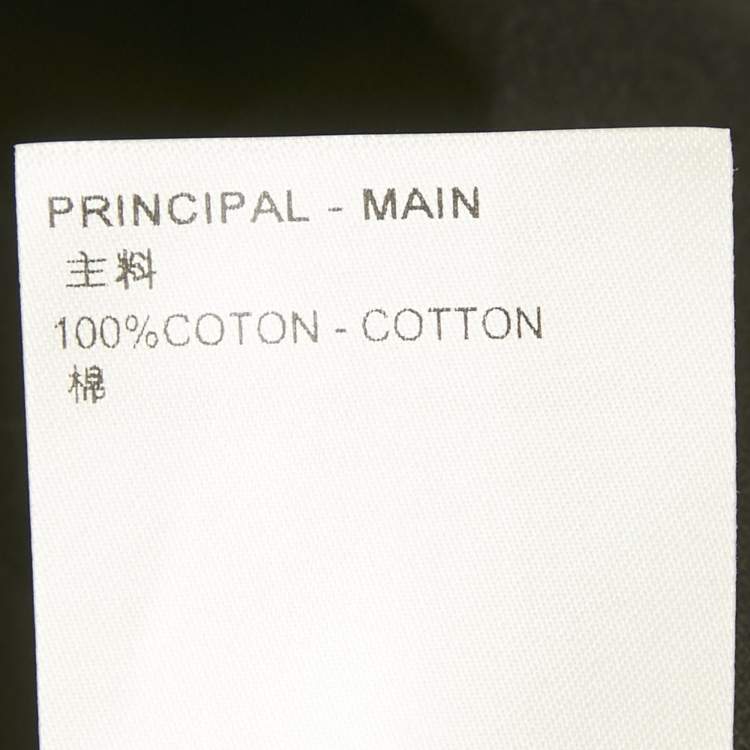 PRINCIPAL - MAIN
主料
100%COTON - COTTON
棉